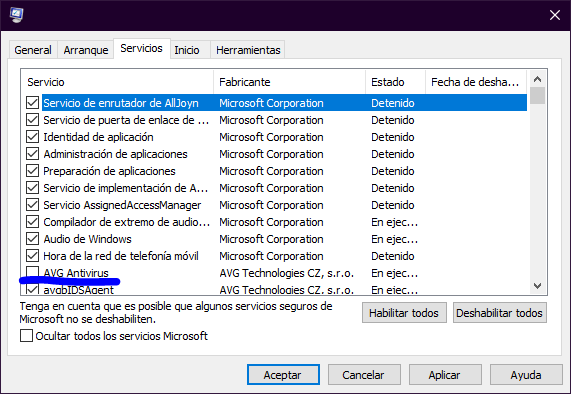 General Arranque Servicios Inicio Herramientas
Servicio Fabricante Estado Fecha de desha...
Servicio de enrutador de AllJoyn Microsoft Corporation Detenido
Servicio de puerta de enlace de ... Microsoft Corporation Detenido
Identidad de aplicación Microsoft Corporation Detenido
Administración de aplicaciones Microsoft Corporation Detenido
Preparación de aplicaciones Microsoft Corporation Detenido
Servicio de implementación de A... Microsoft Corporation Detenido
Servicio AssignedAccessManager Microsoft Corporation Detenido
Compilador de extremo de audio... Microsoft Corporation En ejec...
Audio de Windows Microsoft Corporation En ejec...
Hora de la red de telefonía móvil Microsoft Corporation Detenido
AVG Antivirus AVG Technologies CZ, s.r.o. En ejec...
avgbIDSAgent AVG Technologies CZ, s.r.o. En ejec...
Tenga en cuenta que es posible que algunos servicios seguros de
Microsoft no se deshabiliten.
Habilitar todos Deshabilitar todos
Ocultar todos los servicios Microsoft
Aceptar Cancelar Aplicar Ayuda